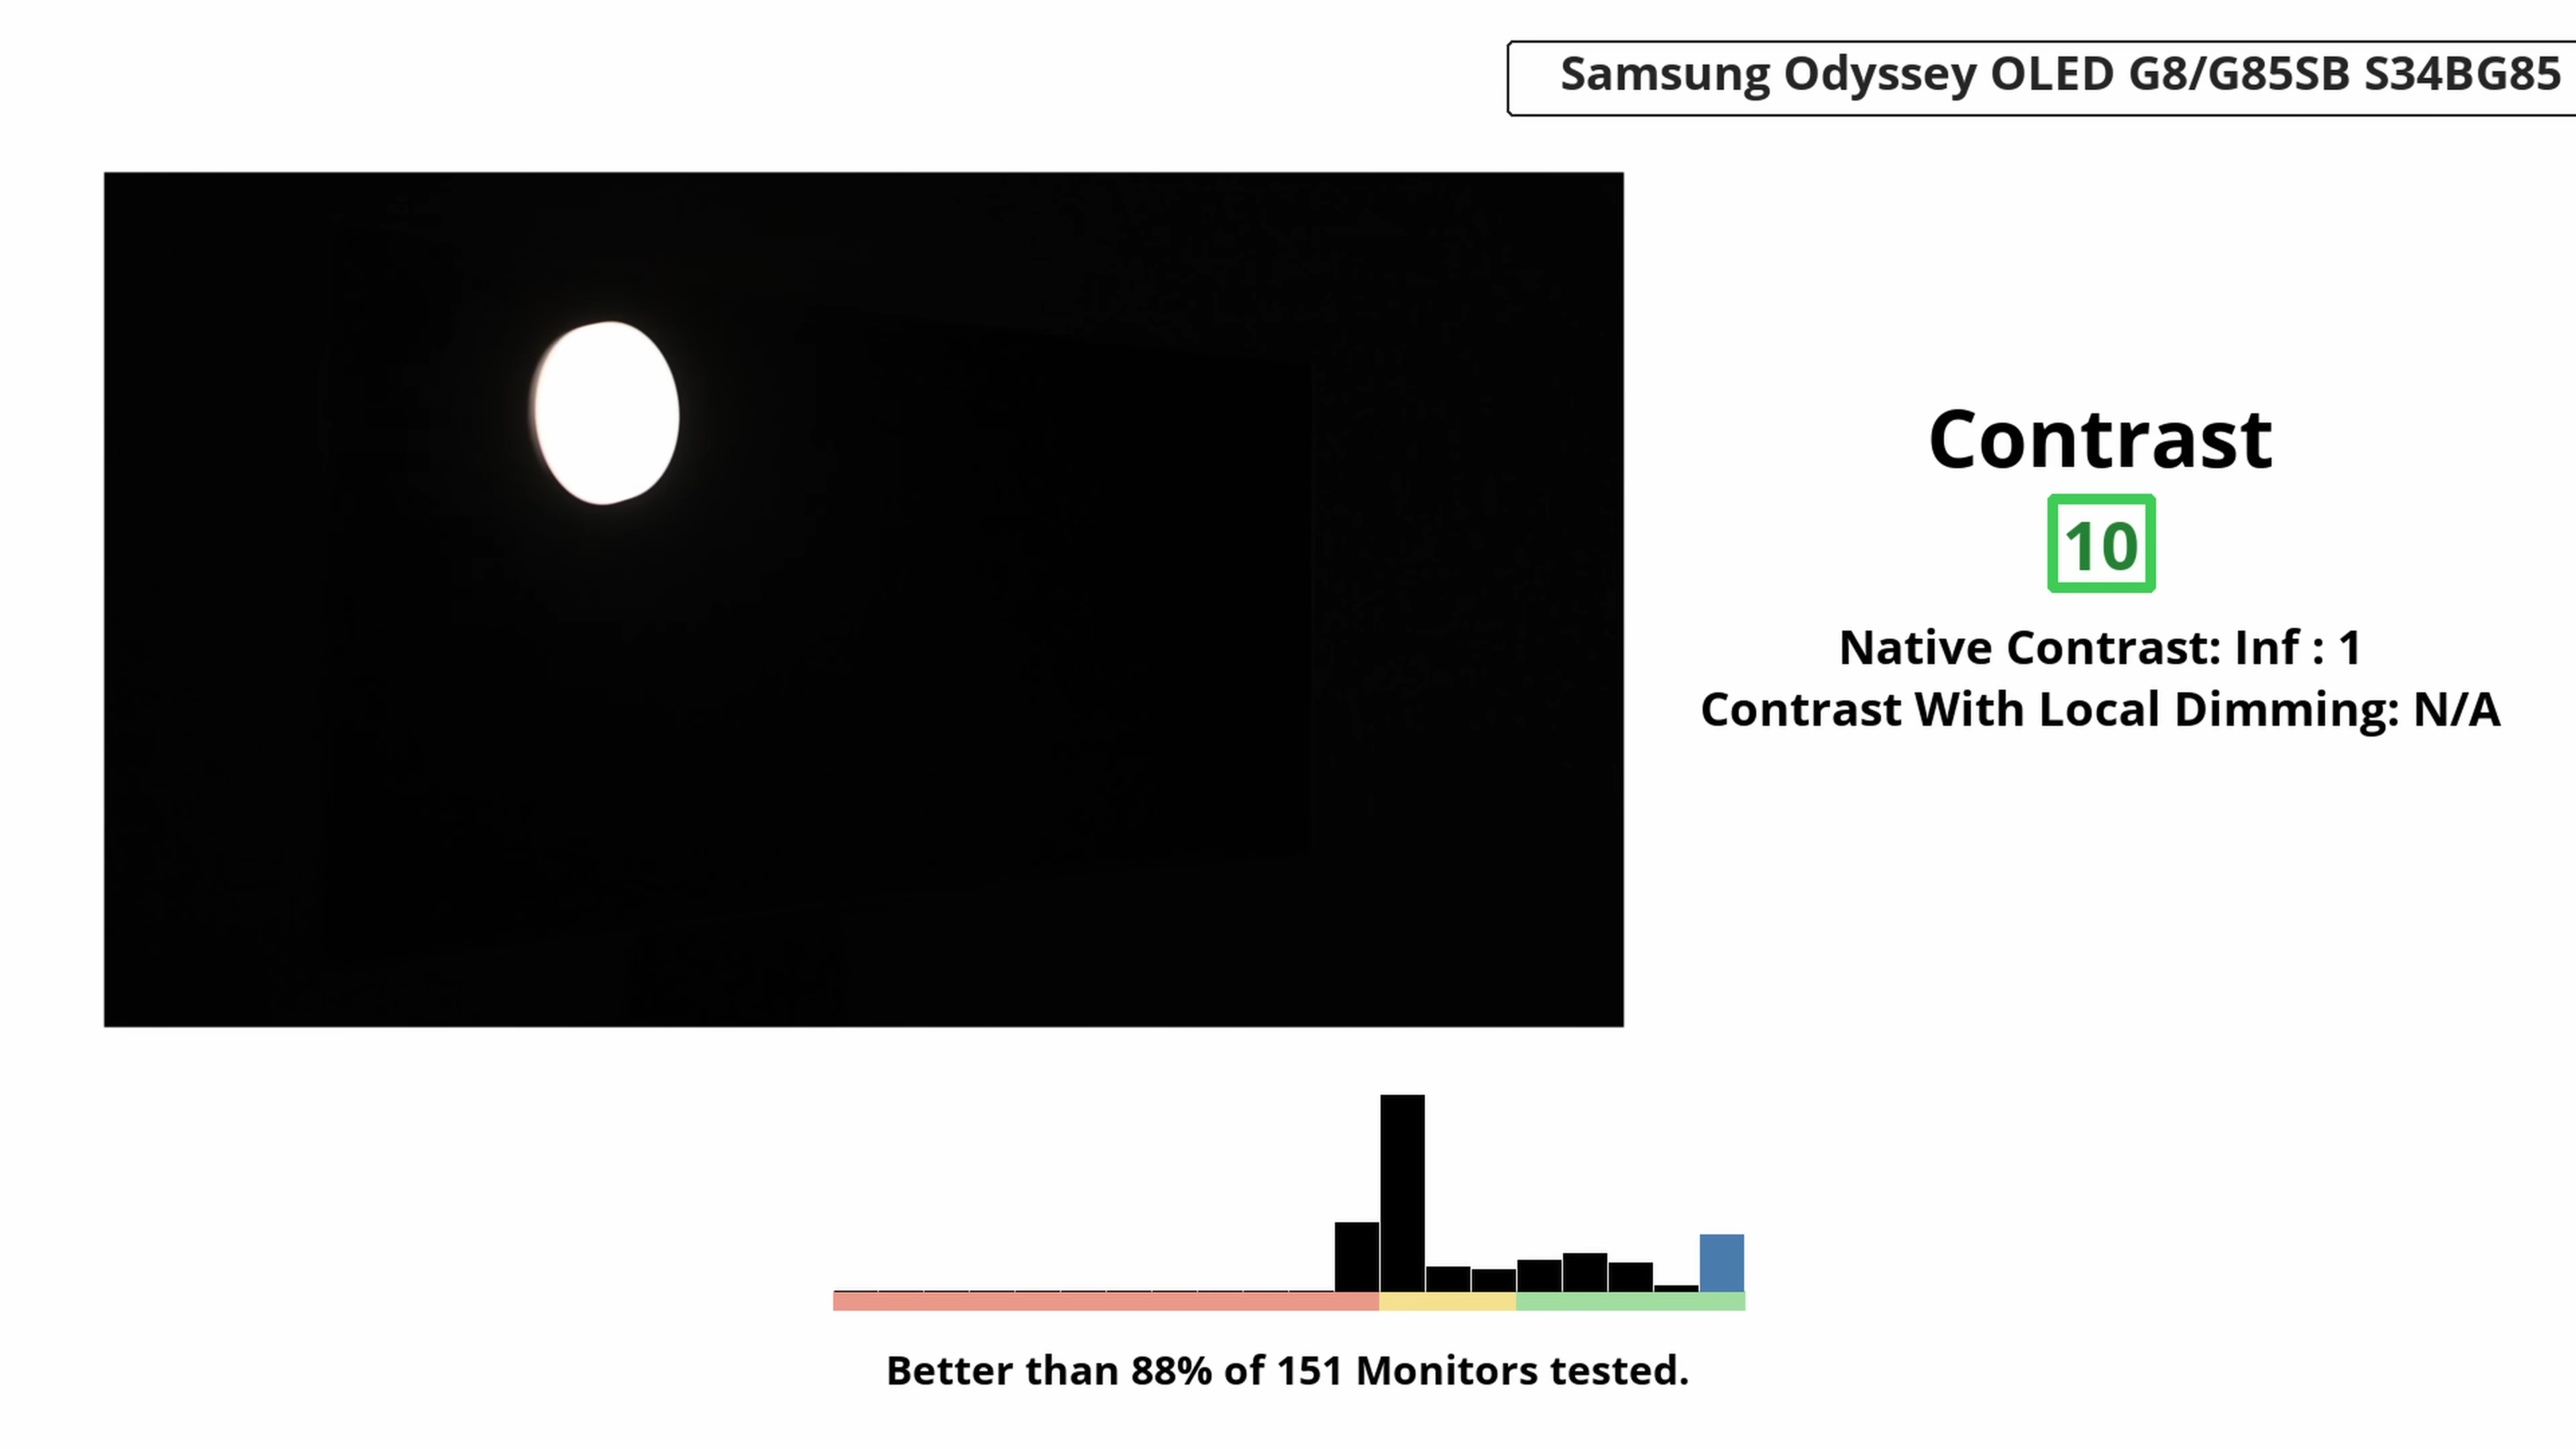 Samsung Odyssey OLED G8/G85SB S34BG85
Contrast
10
Native Contrast: Inf : 1
Contrast With Local Dimming: N/A
Better than 88% of 151 Monitors tested.